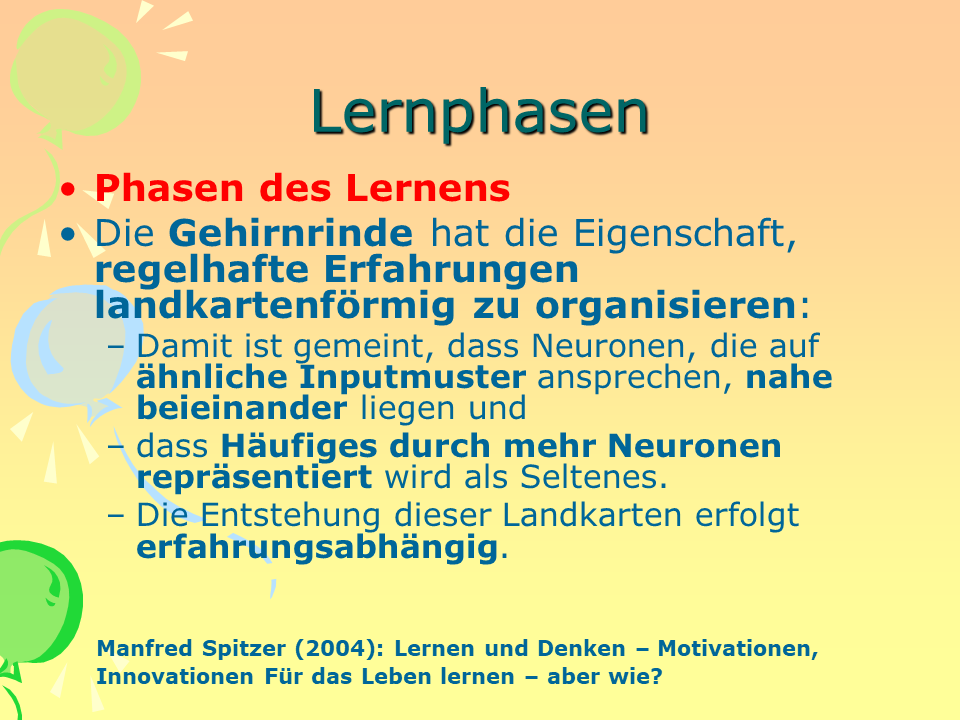 Lernphasen
• Phasen des Lernens
• Die Gehirnrinde hat die Eigenschaft,
regelhafte Erfahrungen
landkartenförmig zu organisieren:
– Damit ist gemeint, dass Neuronen, die auf
ähnliche Inputmuster ansprechen, nahe
beieinander liegen und
– dass Häufiges durch mehr Neuronen
repräsentiert wird als Seltenes.
– Die Entstehung dieser Landkarten erfolgt
erfahrungsabhängig.
Manfred Spitzer (2004): Lernen und Denken – Motivationen,
Innovationen Für das Leben lernen – aber wie?